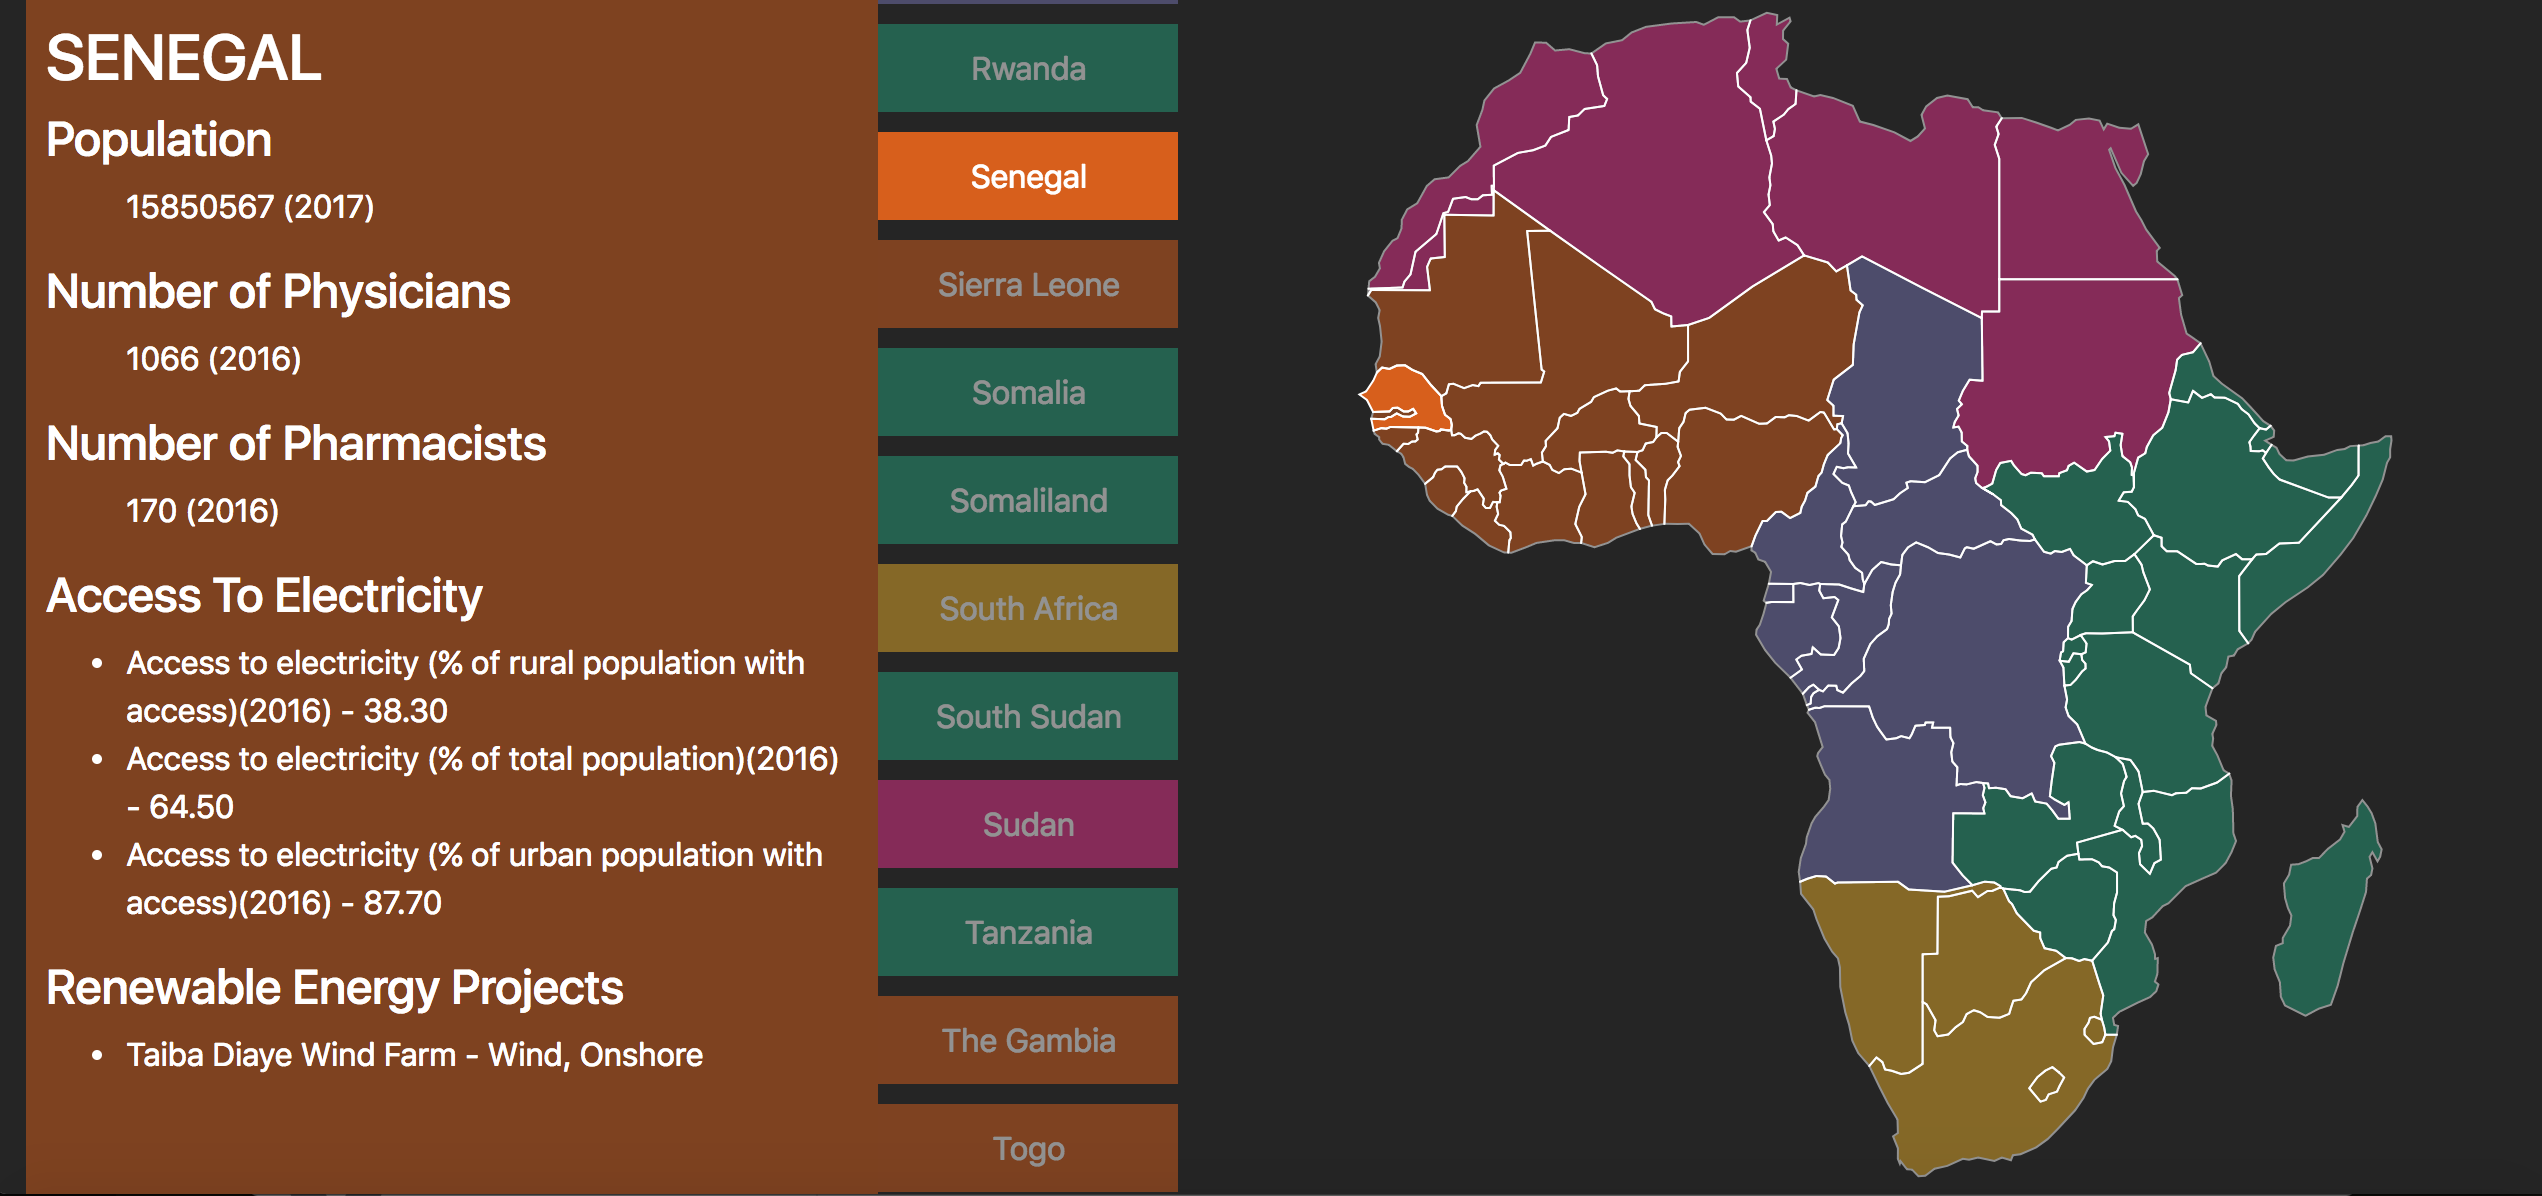 SENEGAL
Population
15850567 (2017)
Number of Physicians
1066 (2016)
Number of Pharmacists
170 (2016)
Access To Electricity
• Access to electricity (% of rural population with
access)(2016) - 38.30
• Access to electricity (% of total population)(2016)
- 64.50
• Access to electricity (% of urban population with
access)(2016) - 87.70
Renewable Energy Projects
• Taiba Diaye Wind Farm - Wind, Onshore
Rwanda
Senegal
Sierra Leone
Somalia
Somaliland
South Africa
South Sudan
Sudan
Tanzania
The Gambia
Togo